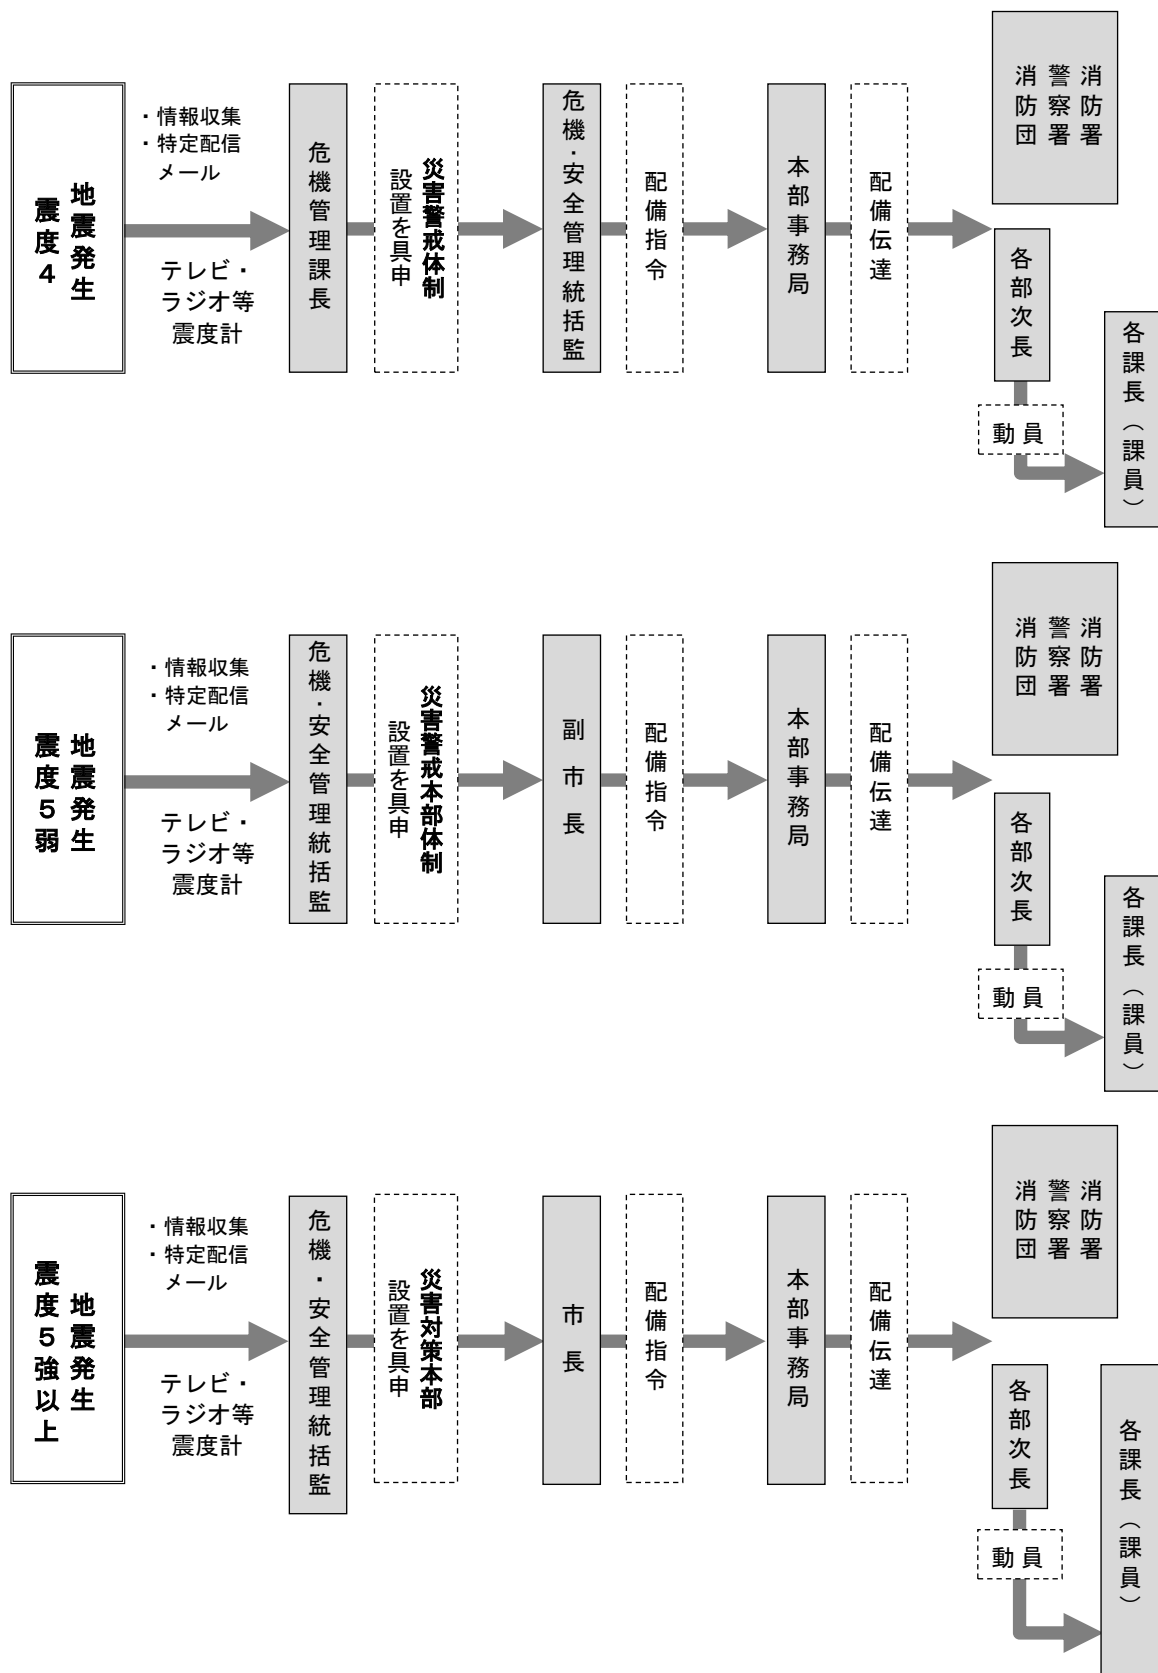 地震発生
震度４
・情報収集
・特定配信
メール
テレビ・
ラジオ等
震度計
危機管理課長
災害警戒体制
設置を具申
危機・安全管理統括監
配備指令
本部事務局
配備伝達
消防署
警察署
消防団
各部次長
動員
各課長（課員）
地震発生
震度５弱
・情報収集
・特定配信
メール
テレビ・
ラジオ等
震度計
危機・安全管理統括監
災害警戒本部体制
設置を具申
副市長
配備指令
本部事務局
配備伝達
消防署
警察署
消防団
各部次長
動員
各課長（課員）
地震発生
震度５強以上
・情報収集
・特定配信
メール
テレビ・
ラジオ等
震度計
危機・安全管理統括監
災害対策本部
設置を具申
市長
配備指令
本部事務局
配備伝達
消防署
警察署
消防団
各部次長
動員
各課長（課員）